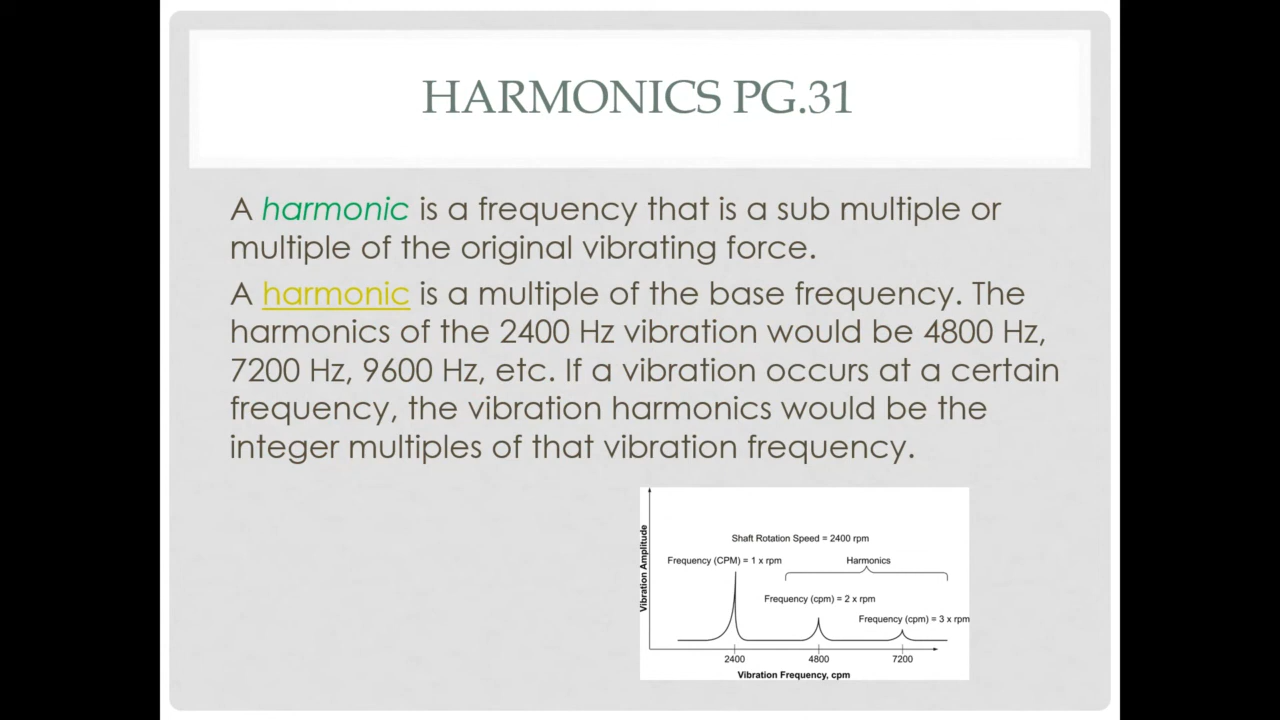 HARMONICS PG.31
A harmonic is a frequency that is a sub multiple or
multiple of the original vibrating force.
A harmonic is a multiple of the base frequency. The
harmonics of the 2400 Hz vibration would be 4800 Hz,
7200 Hz, 9600 Hz, etc. If a vibration occurs at a certain
frequency, the vibration harmonics would be the
integer multiples of that vibration frequency.
Vibration Amplitude
Shaft Rotation Speed = 2400 rpm
Frequency (CPM) = 1 x rpm
Harmonics
Frequency (cpm) = 2 x rpm
Frequency (cpm) = 3 x rpm
2400 4800 7200
Vibration Frequency, cpm